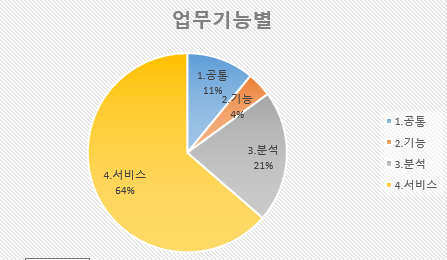 업무기능별
1.공통
11%
2.기능
4%
3.분석
21%
4.서비스
64%
1.공통
2.기능
3.분석
4.서비스